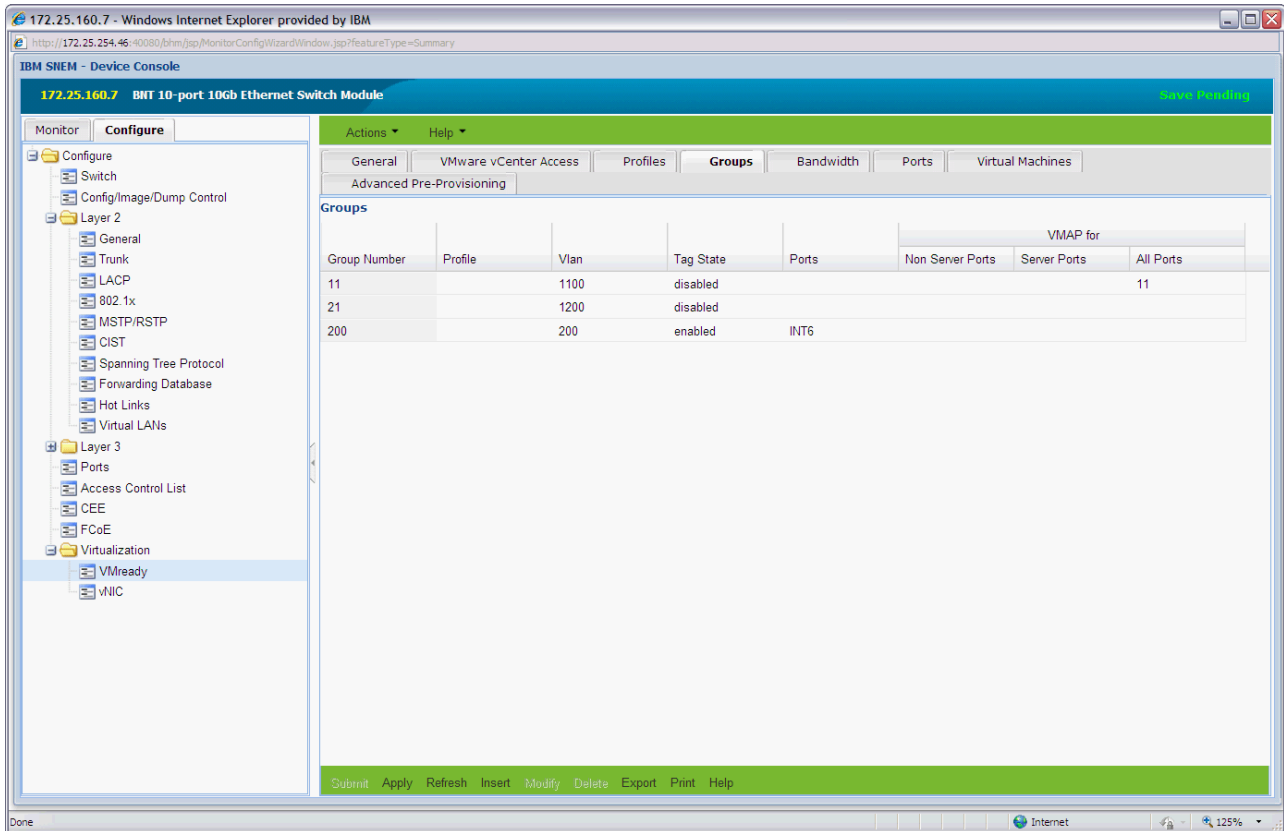 172.25.160.7 - Windows Internet Explorer provided by IBM
http://172.25.254.46:40080/bhm/jsp/MonitorConfigWizardWindow.jsp?featureType=Summary
IBM SNEM - Device Console
172.25.160.7 BNT 10-port 10Gb Ethernet Switch Module Save Pending
Monitor Configure
Configure
Switch
Config/Image/Dump Control
Layer 2
General
Trunk
LACP
802.1x
MSTP/RSTP
CIST
Spanning Tree Protocol
Forwarding Database
Hot Links
Virtual LANs
Layer 3
Ports
Access Control List
CEE
FCoE
Virtualization
VMready
vNIC
Actions Help
General VMware vCenter Access Profiles Groups Bandwidth Ports Virtual Machines
Advanced Pre-Provisioning
Groups
VMAP for
Group Number Profile Vlan Tag State Ports Non Server Ports Server Ports All Ports
11 1100 disabled 11
21 1200 disabled
200 200 enabled INT6
Submit Apply Refresh Insert Modify Delete Export Print Help
Done Internet 125%